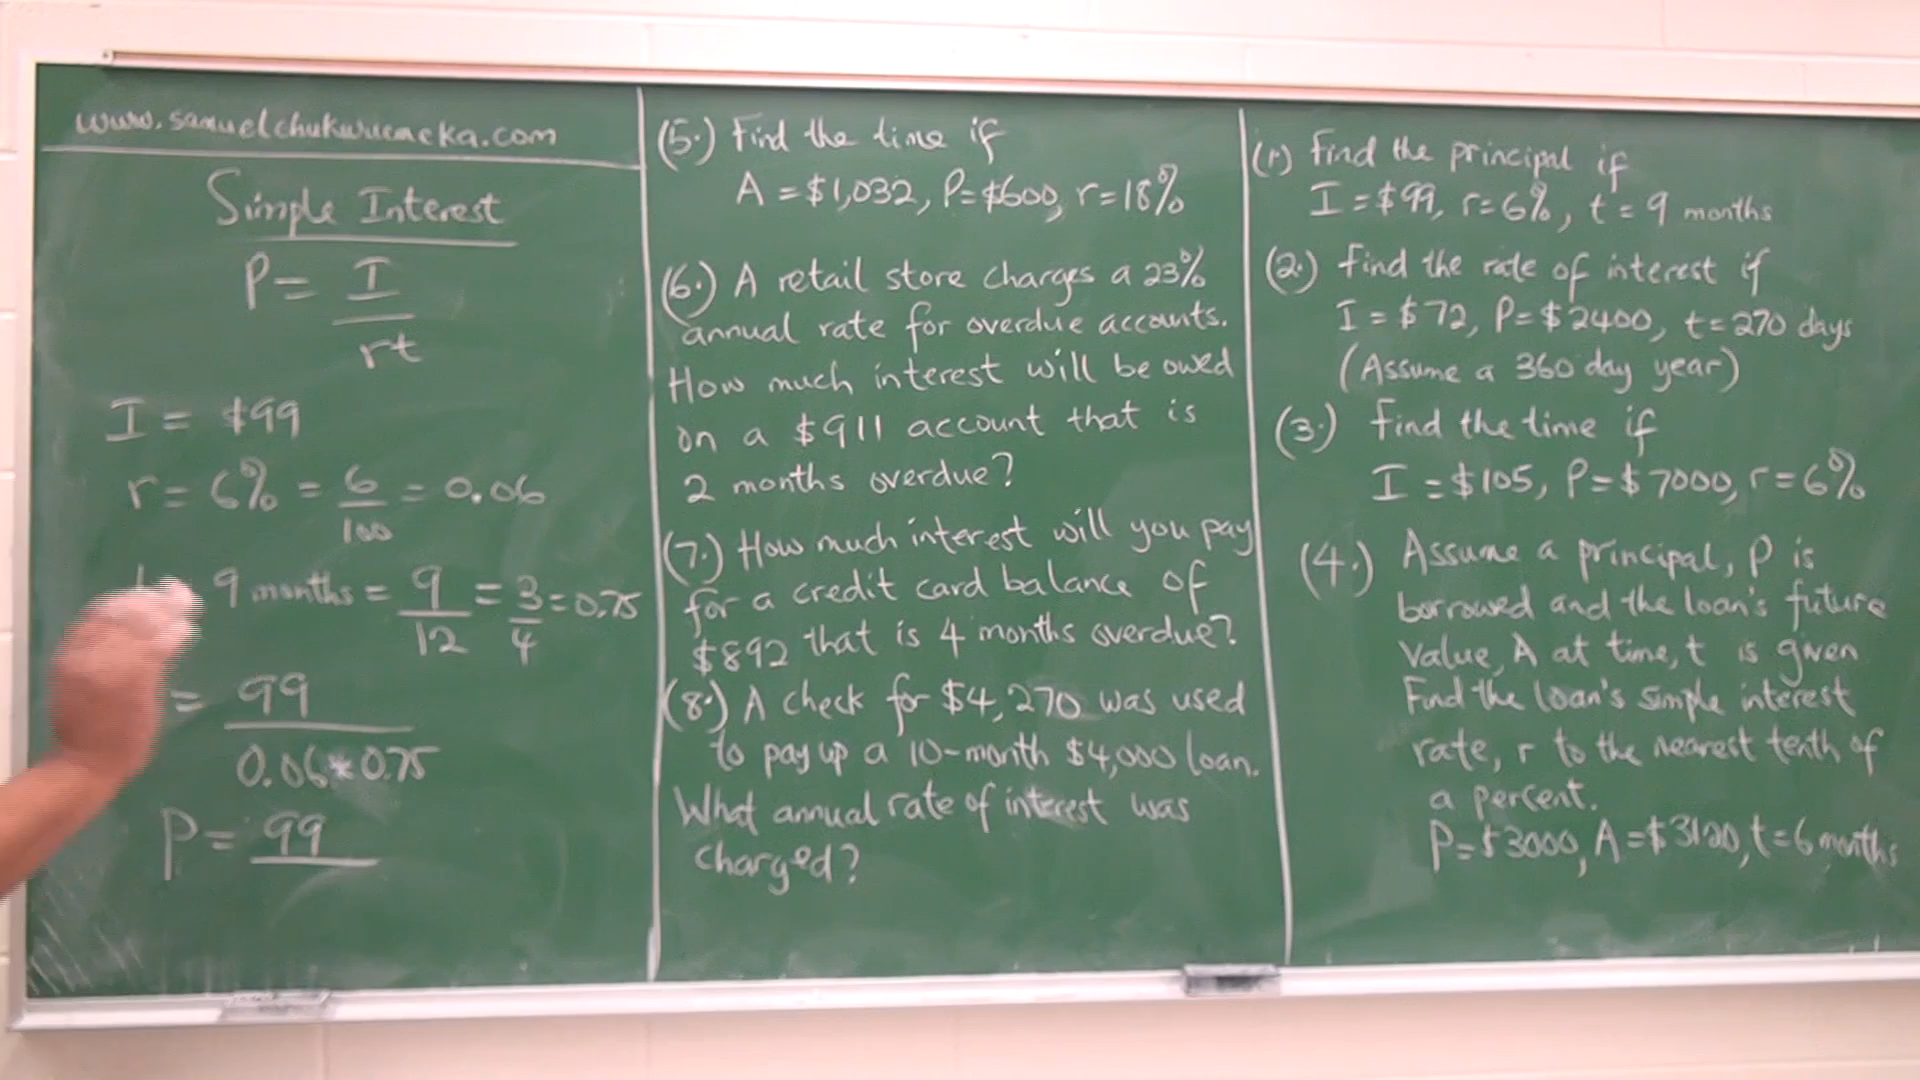 www.samuelchukwuemeka.com
Simple Interest
P = I
rt
I = $99
r = 6% = 6 = 0.06
100
9 months = 9 = 3 = 0.75
12 4
= 99
0.06*0.75
P = 99
(5.) Find the time if
A = $1,032, P=$600, r=18%
(6.) A retail store charges a 23%
annual rate for overdue accounts.
How much interest will be owed
on a $911 account that is
2 months overdue?
(7.) How much interest will you pay
for a credit card balance of
$892 that is 4 months overdue?
(8.) A check for $4,270 was used
to pay up a 10-month $4,000 loan.
What annual rate of interest was
charged?
(1) Find the principal if
I = $99, r=6%, t = 9 months
(2.) Find the rate of interest if
I = $72, P=$2400, t=270 days
(Assume a 360 day year)
(3.) Find the time if
I = $105, P=$7000, r=6%
(4.) Assume a principal, P is
borrowed and the loan's future
value, A at time, t is given
Find the loan's simple interest
rate, r to the nearest tenth of
a percent.
P=$3000, A=$3120, t=6 months